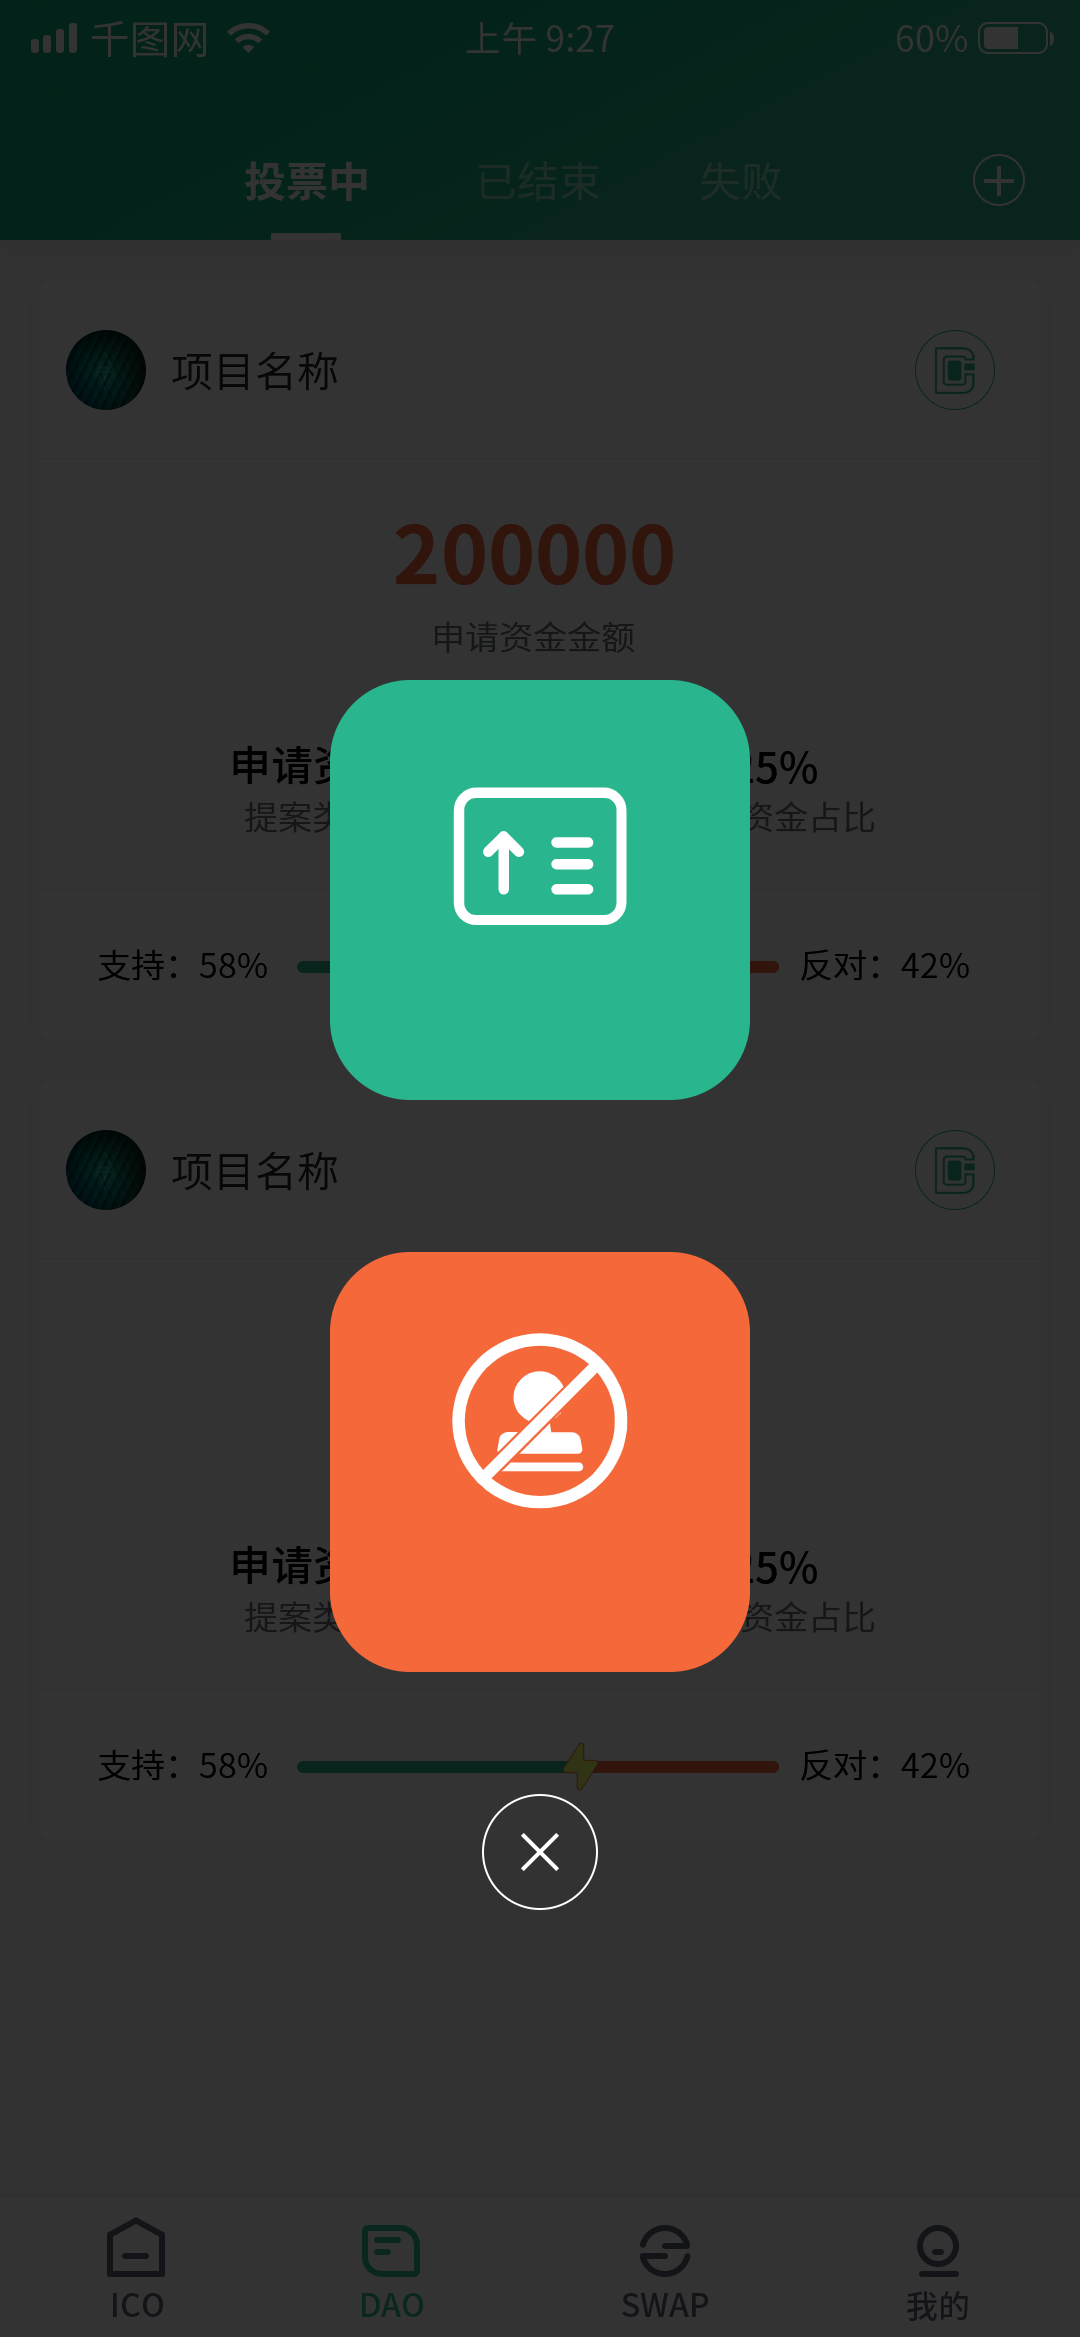 千图网 上午 9:27 60%
投票中 已结束 失败
项目名称
200000
申请资金金额
申请资 25%
提案类 资金占比
支持：58% 反对：42%
项目名称
申请资 25%
提案类 资金占比
支持：58% 反对：42%
ICO DAO SWAP 我的